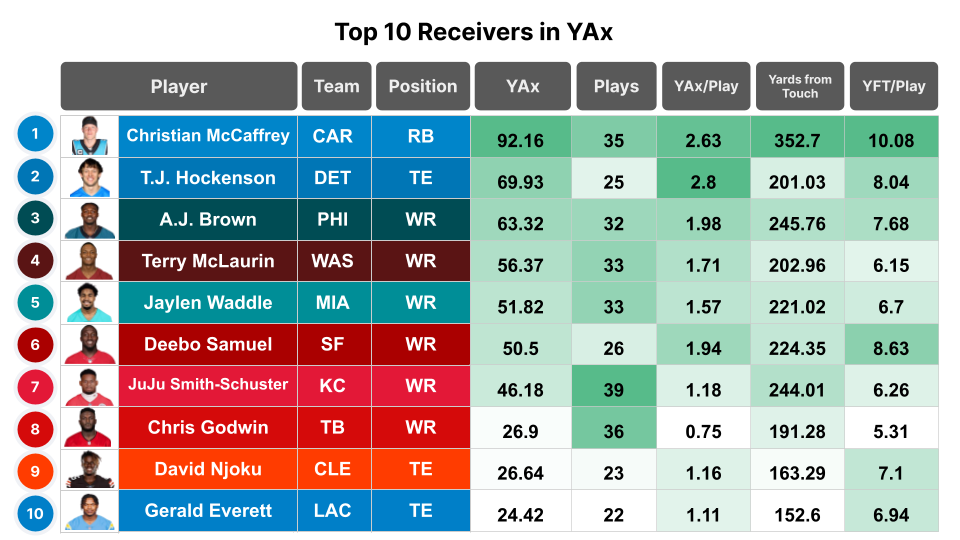 Top 10 Receivers in YAx
Player Team Position YAx Plays YAx/Play Yards from Touch YFT/Play
1 Christian McCaffrey CAR RB 92.16 35 2.63 352.7 10.08
2 T.J. Hockenson DET TE 69.93 25 2.8 201.03 8.04
3 A.J. Brown PHI WR 63.32 32 1.98 245.76 7.68
4 Terry McLaurin WAS WR 56.37 33 1.71 202.96 6.15
5 Jaylen Waddle MIA WR 51.82 33 1.57 221.02 6.7
6 Deebo Samuel SF WR 50.5 26 1.94 224.35 8.63
7 JuJu Smith-Schuster KC WR 46.18 39 1.18 244.01 6.26
8 Chris Godwin TB WR 26.9 36 0.75 191.28 5.31
9 David Njoku CLE TE 26.64 23 1.16 163.29 7.1
10 Gerald Everett LAC TE 24.42 22 1.11 152.6 6.94